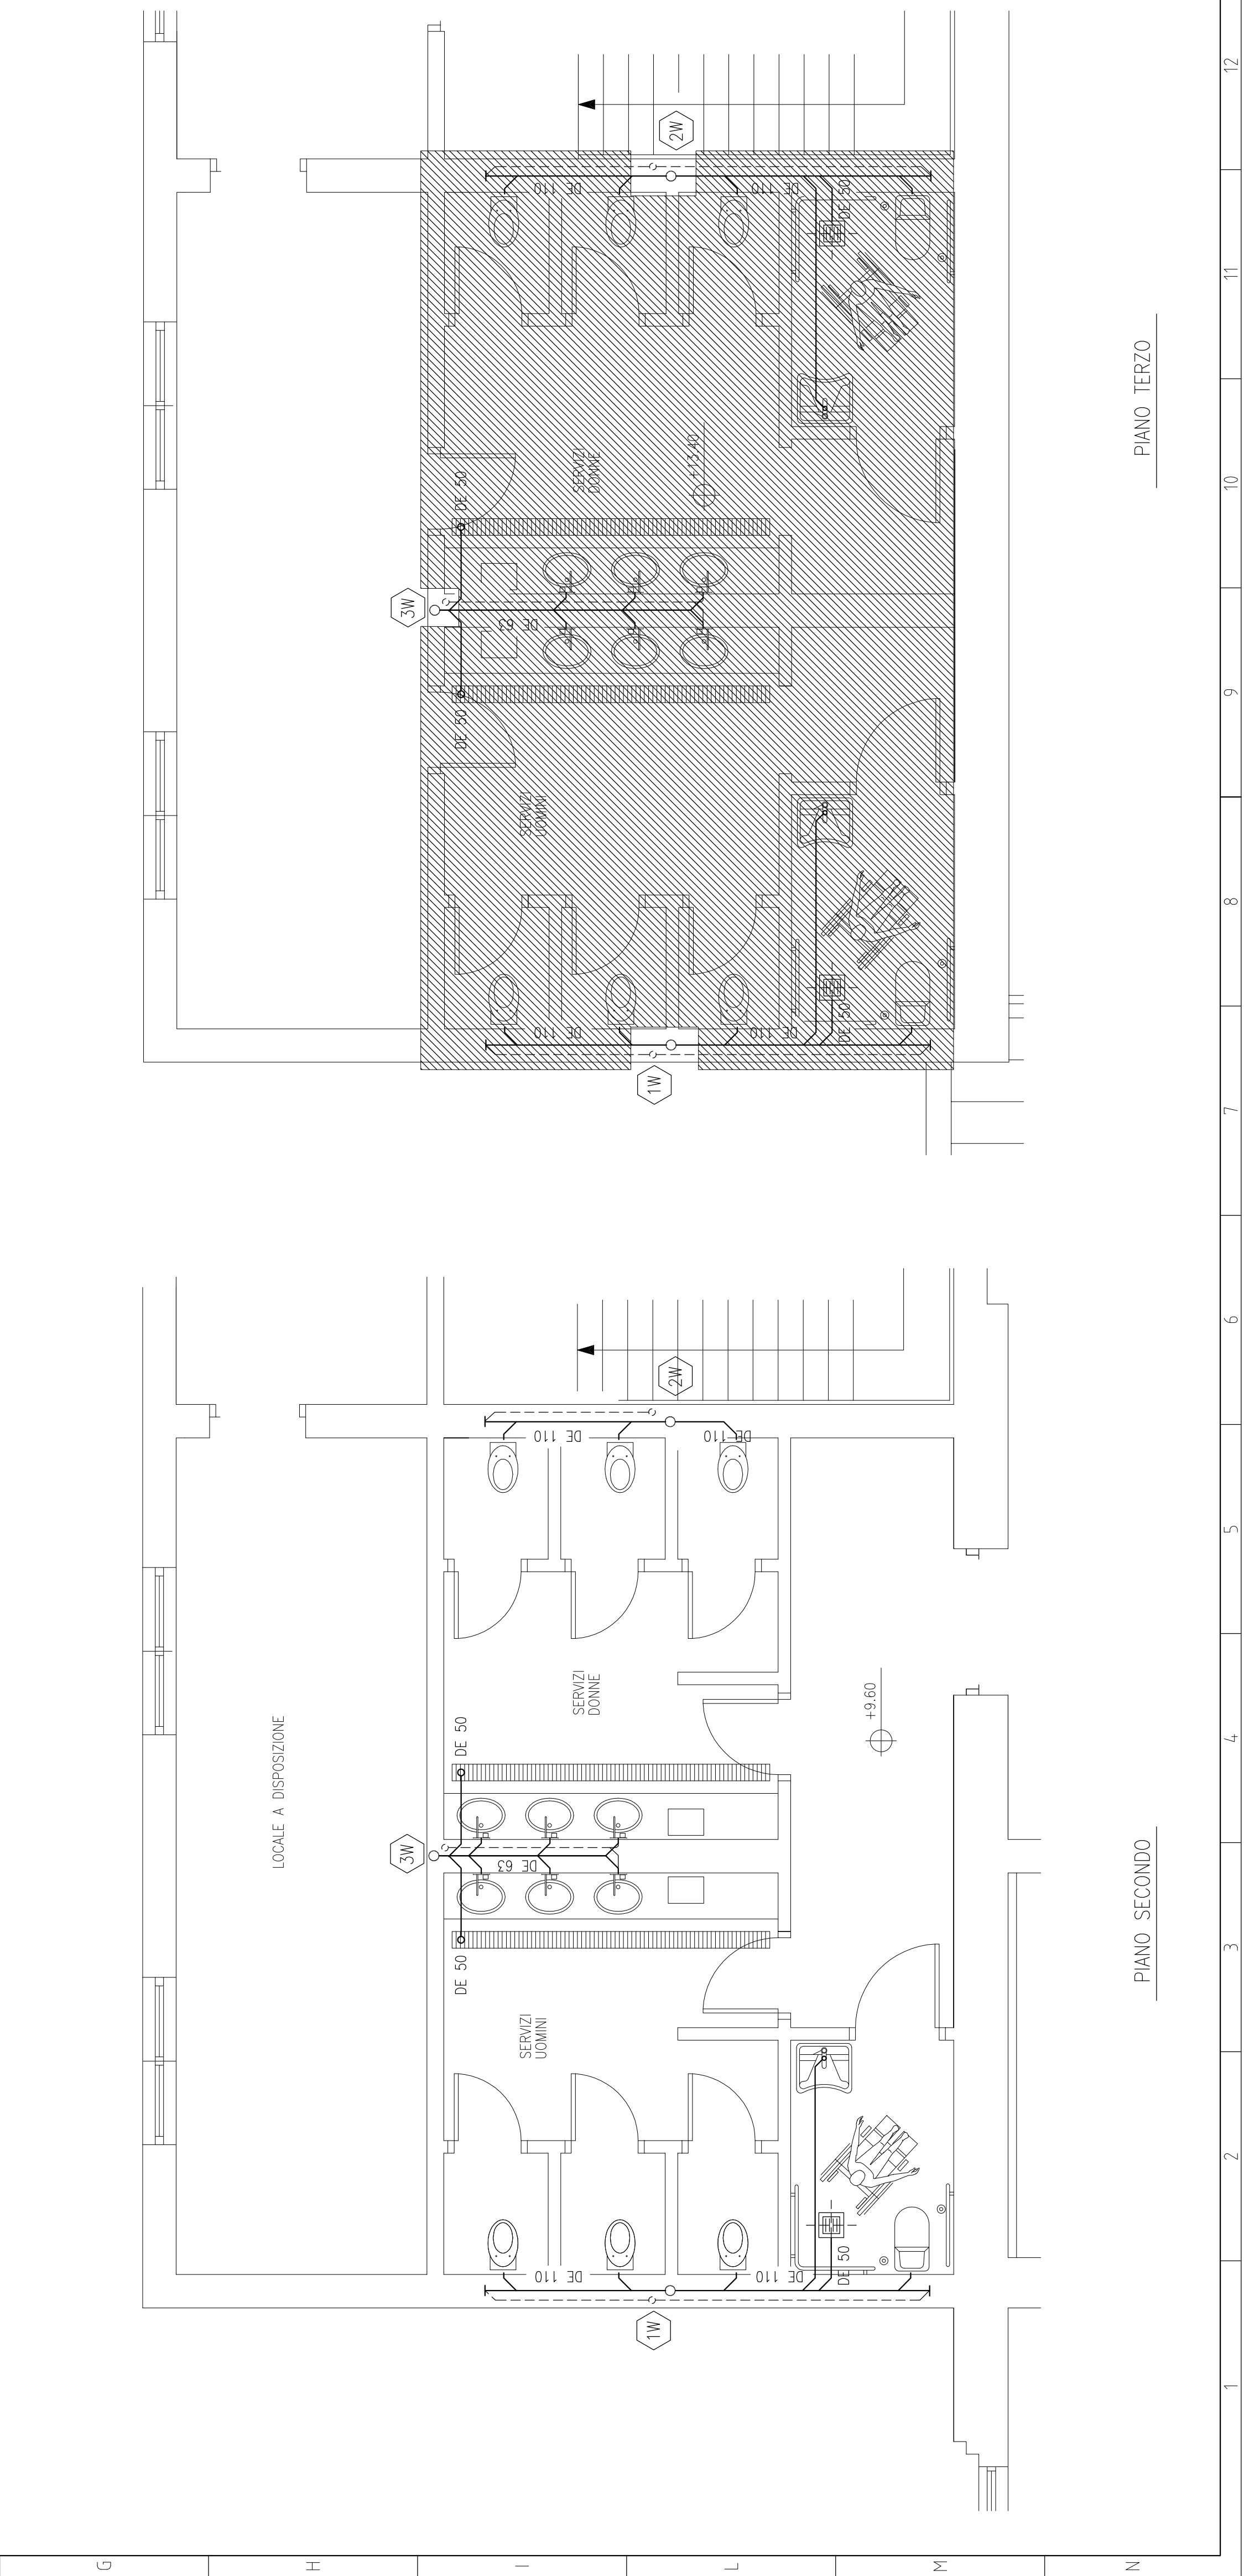 LOCALE A DISPOSIZIONE
3W
DE 50
DE 50
DE 63
SERVIZI
UOMINI
SERVIZI
DONNE
DE 110
DE 110
DE 110
DE 110
1W
2W
DE 50
+9.60
PIANO SECONDO
3W
DE 50
DE 50
DE 63
SERVIZI
UOMINI
SERVIZI
DONNE
DE 110
DE 110
DE 110
DE 110
1W
2W
+13.40
DE 50
DE 50
PIANO TERZO
G
H
I
L
M
N
1
2
3
4
5
6
7
8
9
10
11
12